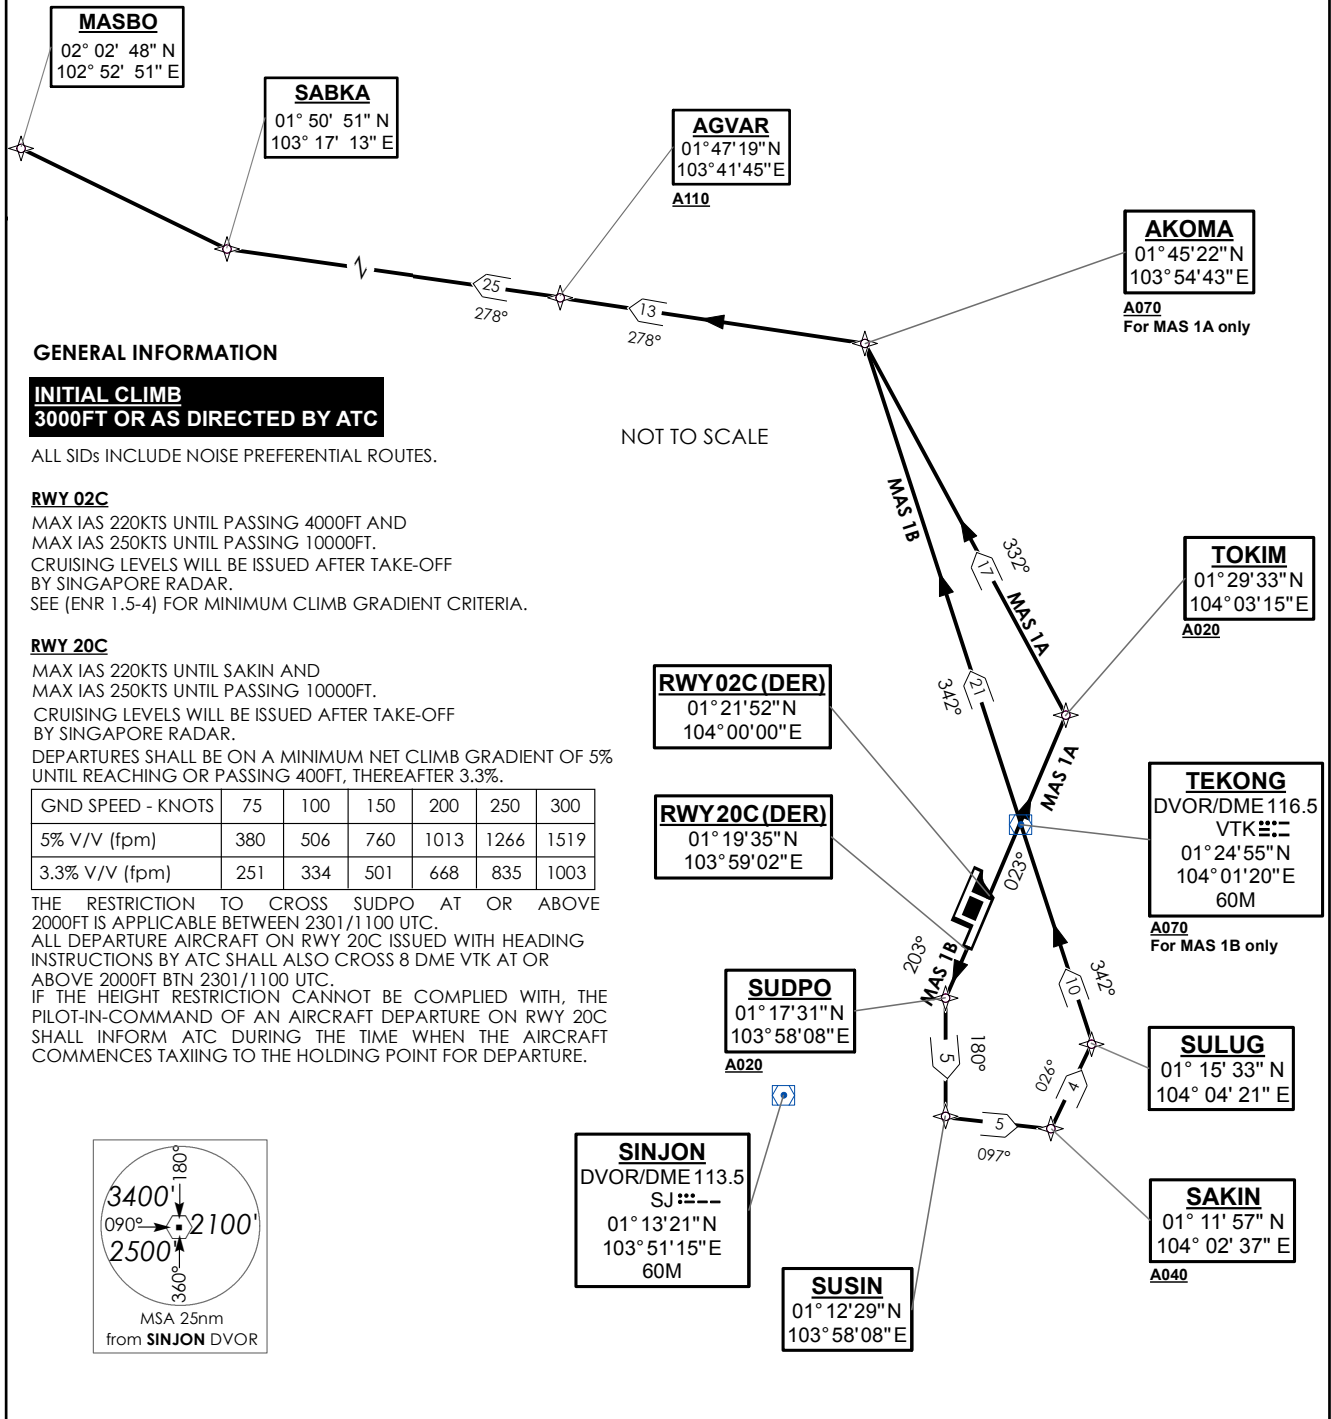 MASBO
02° 02' 48" N
102° 52' 51" E
SABKA
01° 50' 51" N
103° 17' 13" E
AGVAR
01°47'19"N
103°41'45"E
A110
AKOMA
01°45'22"N
103°54'43"E
A070
For MAS 1A only
25
278°
13
278°
GENERAL INFORMATION
INITIAL CLIMB
3000FT OR AS DIRECTED BY ATC
NOT TO SCALE
ALL SIDs INCLUDE NOISE PREFERENTIAL ROUTES.
RWY 02C
MAX IAS 220KTS UNTIL PASSING 4000FT AND
MAX IAS 250KTS UNTIL PASSING 10000FT.
CRUISING LEVELS WILL BE ISSUED AFTER TAKE-OFF
BY SINGAPORE RADAR.
SEE (ENR 1.5-4) FOR MINIMUM CLIMB GRADIENT CRITERIA.
RWY 20C
MAX IAS 220KTS UNTIL SAKIN AND
MAX IAS 250KTS UNTIL PASSING 10000FT.
CRUISING LEVELS WILL BE ISSUED AFTER TAKE-OFF
BY SINGAPORE RADAR.
DEPARTURES SHALL BE ON A MINIMUM NET CLIMB GRADIENT OF 5%
UNTIL REACHING OR PASSING 400FT, THEREAFTER 3.3%.
GND SPEED - KNOTS 75 100 150 200 250 300
5% V/V (fpm) 380 506 760 1013 1266 1519
3.3% V/V (fpm) 251 334 501 668 835 1003
THE RESTRICTION TO CROSS SUDPO AT OR ABOVE
2000FT IS APPLICABLE BETWEEN 2301/1100 UTC.
ALL DEPARTURE AIRCRAFT ON RWY 20C ISSUED WITH HEADING
INSTRUCTIONS BY ATC SHALL ALSO CROSS 8 DME VTK AT OR
ABOVE 2000FT BTN 2301/1100 UTC.
IF THE HEIGHT RESTRICTION CANNOT BE COMPLIED WITH, THE
PILOT-IN-COMMAND OF AN AIRCRAFT DEPARTURE ON RWY 20C
SHALL INFORM ATC DURING THE TIME WHEN THE AIRCRAFT
COMMENCES TAXIING TO THE HOLDING POINT FOR DEPARTURE.
MAS 1B
332°
17
MAS 1A
TOKIM
01°29'33"N
104°03'15"E
A020
342°
21
RWY 02C (DER)
01°21'52"N
104°00'00"E
MAS 1A
TEKONG
DVOR/DME 116.5
VTK
01°24'55"N
104°01'20"E
60M
A070
For MAS 1B only
RWY 20C (DER)
01°19'35"N
103°59'02"E
023°
203°
MAS 1B
342°
10
SUDPO
01°17'31"N
103°58'08"E
A020
5
180°
026°
4
SULUG
01° 15' 33" N
104° 04' 21" E
5
097°
SINJON
DVOR/DME 113.5
SJ
01°13'21"N
103°51'15"E
60M
SAKIN
01° 11' 57" N
104° 02' 37" E
A040
SUSIN
01°12'29"N
103°58'08"E
180°
3400'
090°
2100'
2500'
360°
MSA 25nm
from SINJON DVOR